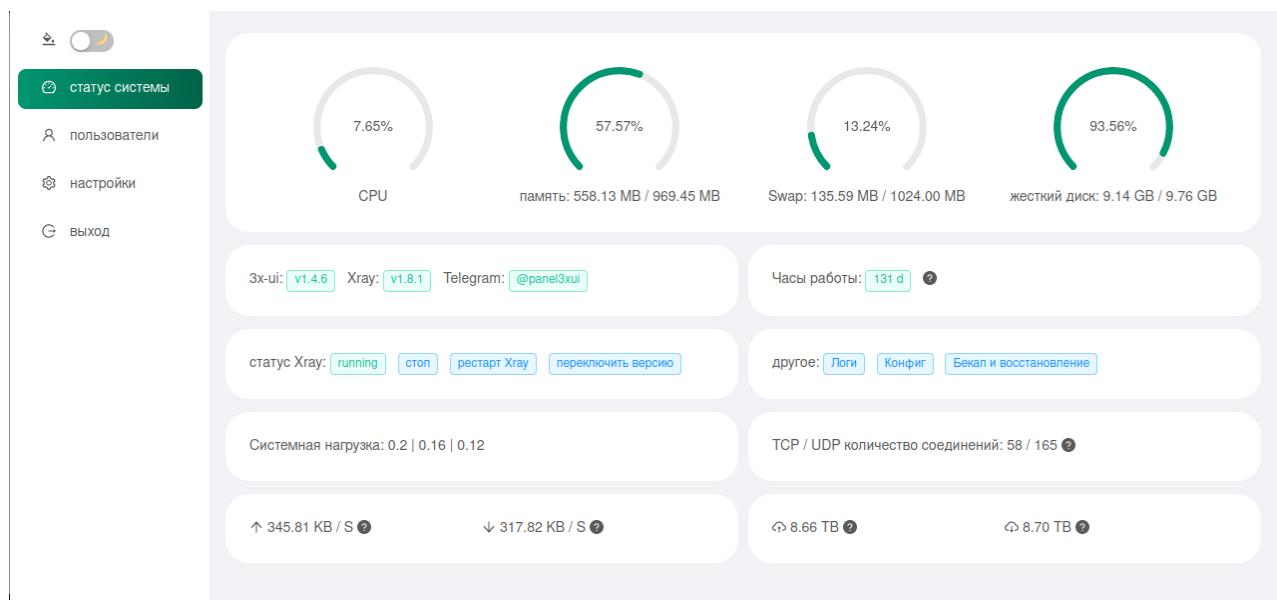 статус системы
пользователи
настройки
выход
7.65%
57.57%
13.24%
93.56%
CPU
память: 558.13 MB / 969.45 MB
Swap: 135.59 MB / 1024.00 MB
жесткий диск: 9.14 GB / 9.76 GB
3x-ui: v1.4.6 Xray: v1.8.1 Telegram: @panel3xui
Часы работы: 131 d ?
статус Xray: running стоп рестарт Xray переключить версию
другое: Логи Конфиг Бекап и восстановление
Системная нагрузка: 0.2 | 0.16 | 0.12
TCP / UDP количество соединений: 58 / 165 ?
↑ 345.81 KB / S ? ↓ 317.82 KB / S ?
8.66 TB ? 8.70 TB ?